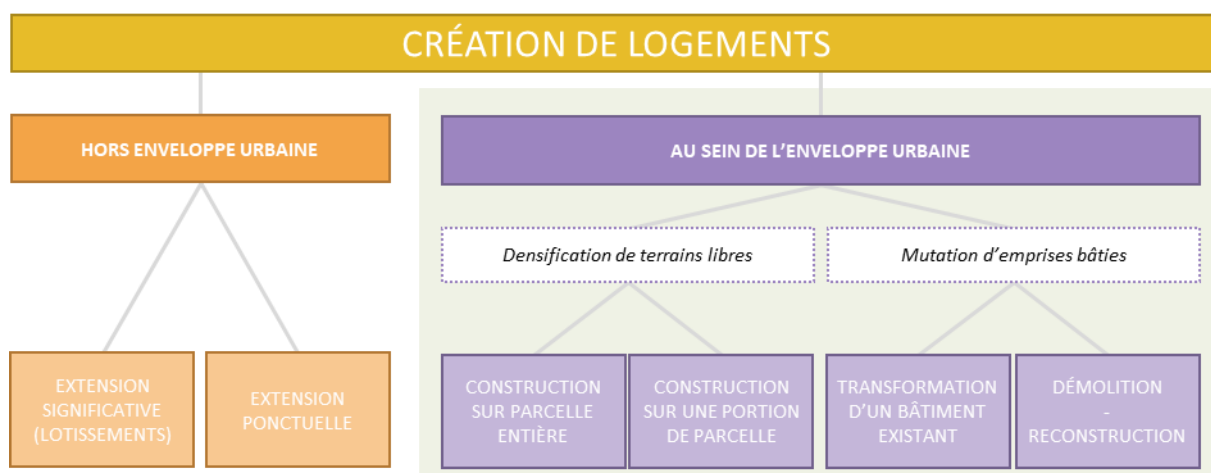 CRÉATION DE LOGEMENTS
HORS ENVELOPPE URBAINE
AU SEIN DE L’ENVELOPPE URBAINE
Densification de terrains libres
Mutation d’emprises bâties
EXTENSION
SIGNIFICATIVE
(LOTISSEMENTS)
EXTENSION
PONCTUELLE
CONSTRUCTION
SUR PARCELLE
ENTIÈRE
CONSTRUCTION
SUR UNE PORTION
DE PARCELLE
TRANSFORMATION
D’UN BÂTIMENT
EXISTANT
DÉMOLITION
-
RECONSTRUCTION